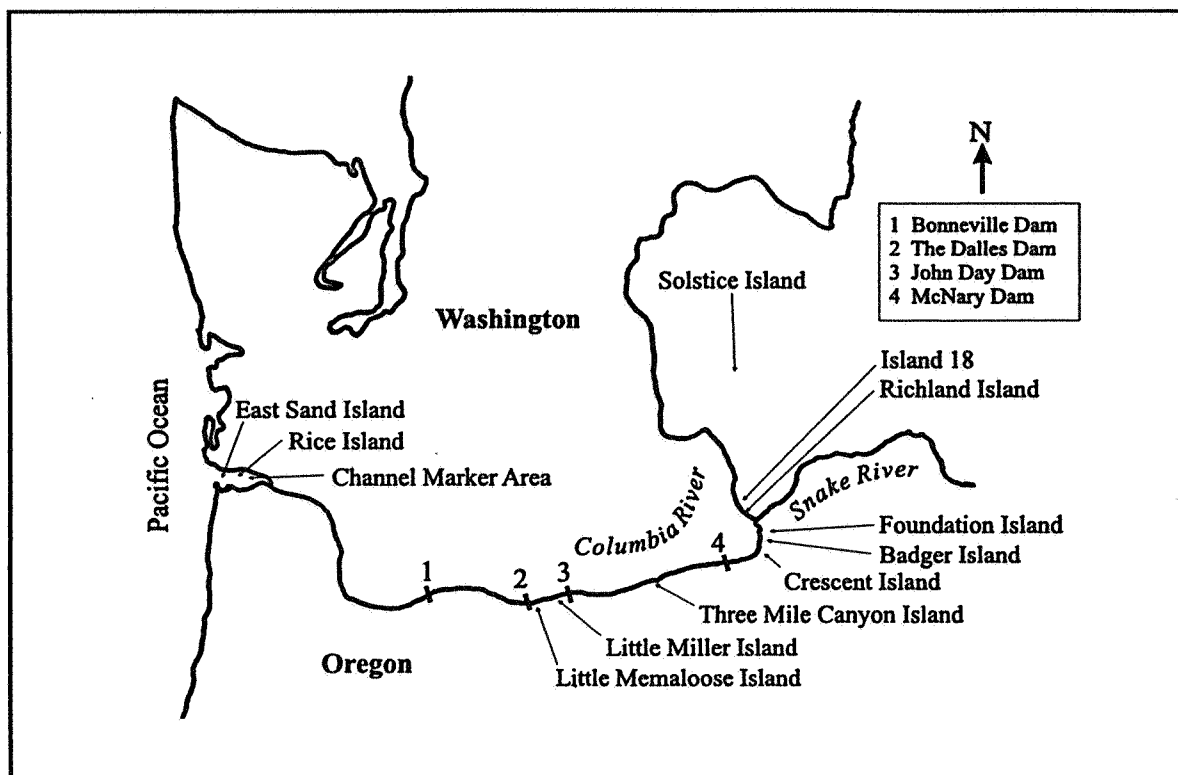 N
1 Bonneville Dam
2 The Dalles Dam
3 John Day Dam
4 McNary Dam
Solstice Island
Washington
Island 18
Richland Island
Pacific Ocean
East Sand Island
Rice Island
Channel Marker Area
Columbia River
Snake River
Foundation Island
Badger Island
Crescent Island
1
2
3
4
Three Mile Canyon Island
Little Miller Island
Little Memaloose Island
Oregon